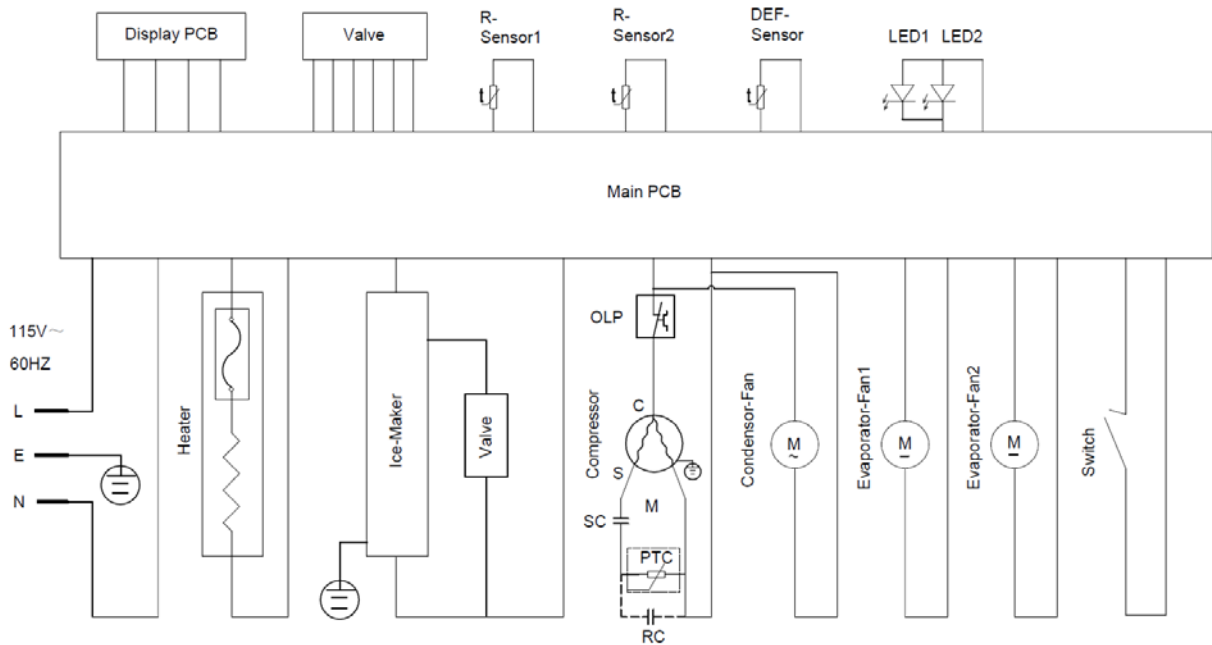 Display PCB
Valve
R-
Sensor1
R-
Sensor2
DEF-
Sensor
LED1 LED2
t
t
t
Main PCB
115V～
60HZ
L
E
N
Heater
Ice-Maker
Valve
OLP
Compressor
C
S
M
SC
PTC
RC
Condensor-Fan
M
~
Evaporator-Fan1
M
Evaporator-Fan2
M
Switch